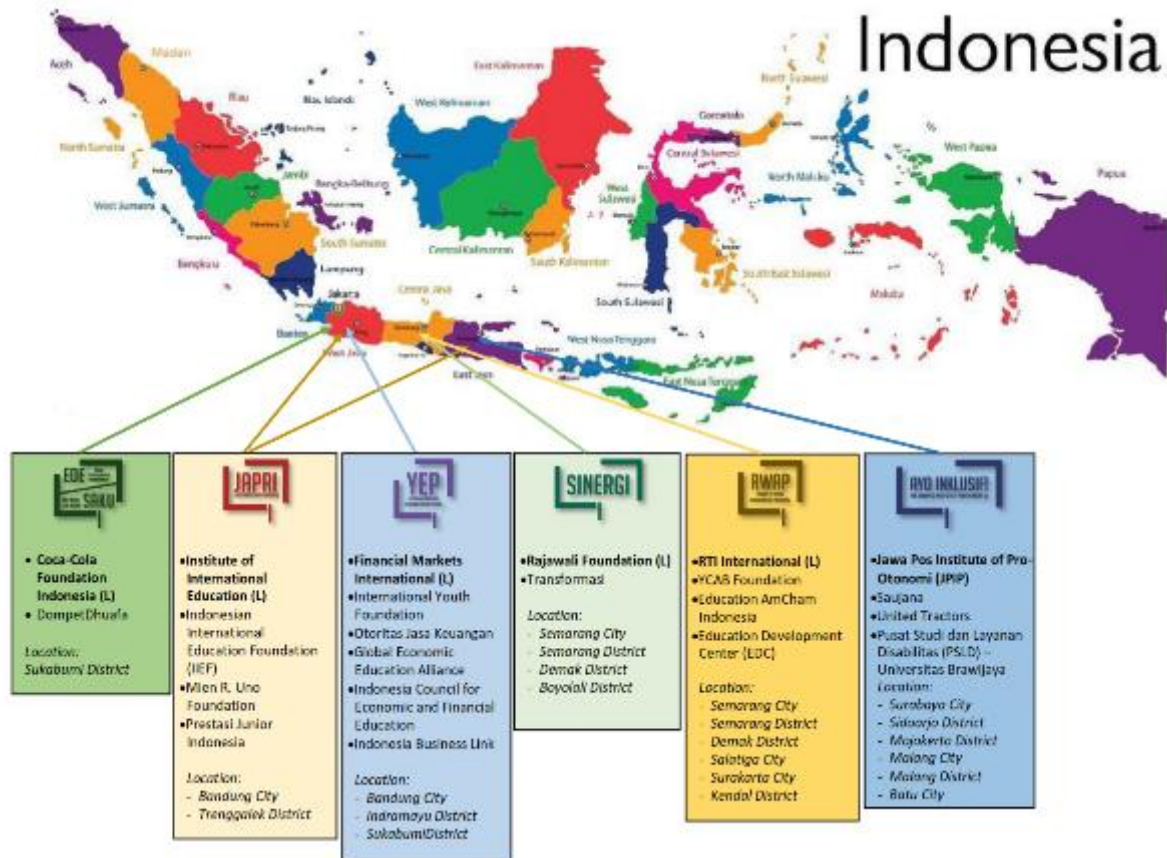 Indonesia
Aceh
Medan
East Kalimantan
North Sulawesi
Riau
Riau Islands
West Kalimantan
Gorontalo
West Papua
Papua
North Sumatra
Jambi
Bangka-Belitung
Central Sulawesi
North Maluku
West Sulawesi
West Sumatra
South Sumatra
Central Kalimantan
South Kalimantan
South East Sulawesi
Bengkulu
Lampung
South Sulawesi
Maluku
Jakarta
Central Java
Banten
West Java
East Java
West Nusa Tenggara
East Nusa Tenggara
EDE
SAKU
• Coca-Cola
Foundation
Indonesia (L)
• DompetDhuafa
Location:
Sukabumi District
JAPRI
•Institute of
International
Education (L)
•Indonesian
International
Education Foundation
(IIEF)
•Mien R. Uno
Foundation
•Prestasi Junior
Indonesia
Location:
- Bandung City
- Trenggalek District
YEP
•Financial Markets
International (L)
•International Youth
Foundation
•Otoritas Jasa Keuangan
•Global Economic
Education Alliance
•Indonesia Council for
Economic and Financial
Education
•Indonesia Business Link
Location:
- Bandung City
- Indramayu District
- SukabumiDistrict
SINERGI
•Rajawali Foundation (L)
•Transformasi
Location:
- Semarang City
- Semarang District
- Demak District
- Boyolali District
RWAP
•RTI International (L)
•YCAB Foundation
•Education AmCham
Indonesia
•Education Development
Center (EDC)
Location:
- Semarang City
- Semarang District
- Demak District
- Salatiga City
- Surakarta City
- Kendal District
AYO INKLUSIF!
•Jawa Pos Institute of Pro-
Otonomi (JPIP)
•Saujana
•United Tractors
•Pusat Studi dan Layanan
Disabilitas (PSLD) –
Universitas Brawijaya
Location:
- Surabaya City
- Sidoarjo District
- Mojokerto District
- Malang City
- Malang District
- Batu City